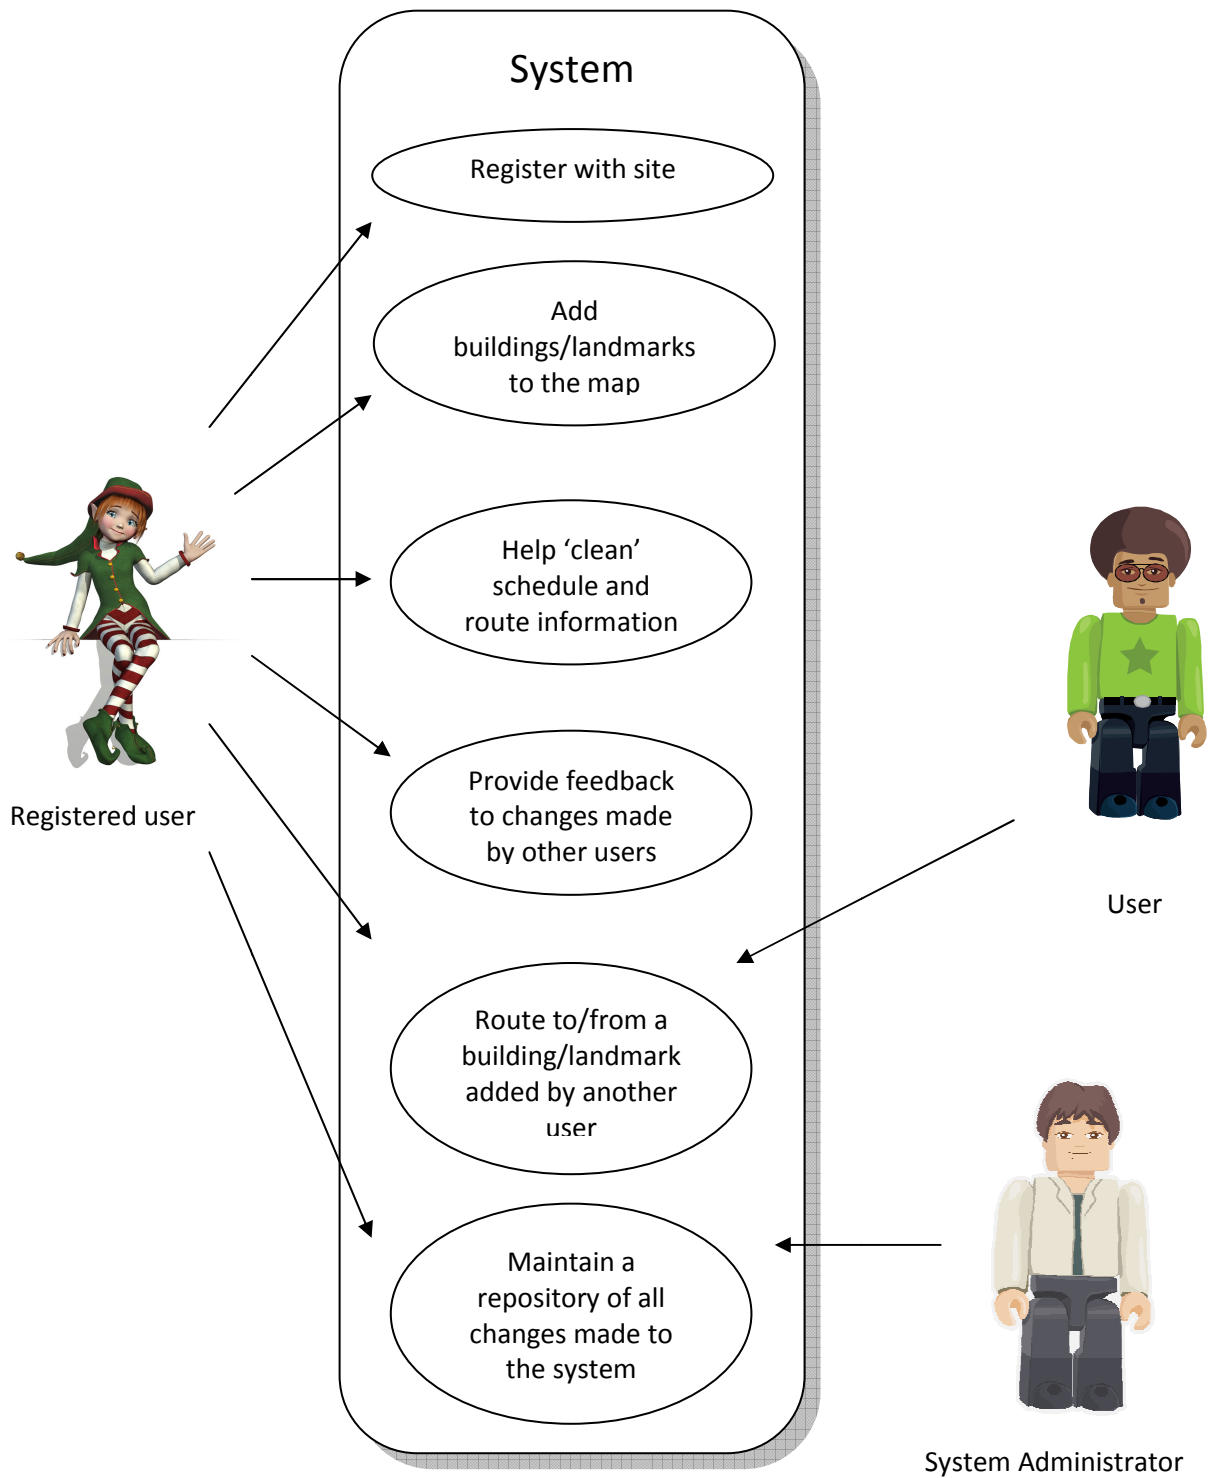 System
Register with site
Add
buildings/landmarks
to the map
Help ‘clean’
schedule and
route information
Provide feedback
to changes made
by other users
Registered user
User
Route to/from a
building/landmark
added by another
user
Maintain a
repository of all
changes made to
the system
System Administrator